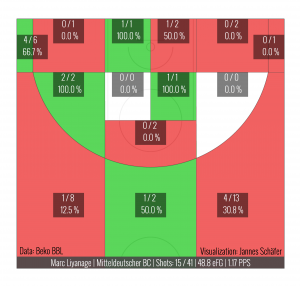 0 / 1
0.0 %
1 / 1
100.0 %
1 / 2
50.0 %
0 / 2
0.0 %
4 / 6
66.7 %
0 / 1
0.0 %
2 / 2
100.0 %
0 / 0
0.0 %
1 / 1
100.0 %
0 / 0
0.0 %
0 / 2
0.0 %
1 / 8
12.5 %
1 / 2
50.0 %
4 / 13
30.8 %
Data: Beko BBL
Visualization: Jannes Schäfer
Marc Liyanage | Mitteldeutscher BC | Shots: 15 / 41 | 48.8 eFG | 1.17 PPS